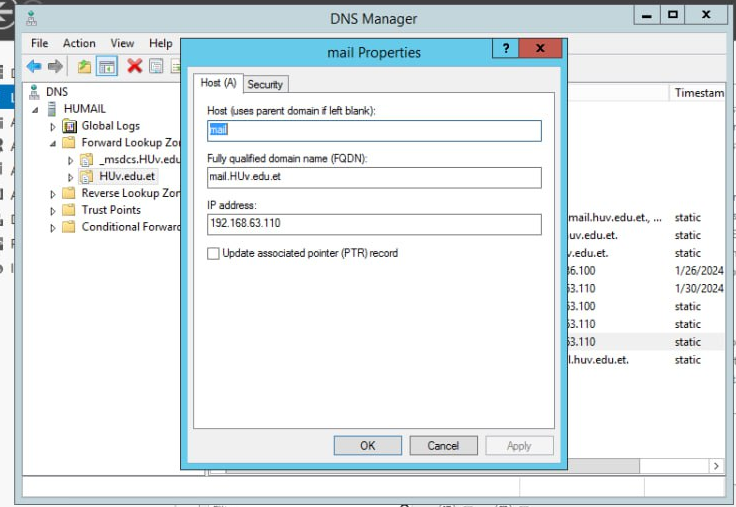 DNS Manager
File Action View Help
DNS
HUMAIL
Global Logs
Forward Lookup Zor
_msdcs.HUv.edu
HUv.edu.et
Reverse Lookup Zor
Trust Points
Conditional Forward
mail Properties
? x
Host (A) Security
Host (uses parent domain if left blank):
mail
Fully qualified domain name (FQDN):
mail.HUv.edu.et
IP address:
192.168.63.110
Update associated pointer (PTR) record
OK Cancel Apply
Timestam
mail.huv.edu.et., ... static
uv.edu.et. static
v.edu.et. static
36.100 1/26/2024
63.110 1/30/2024
63.100 static
63.110 static
63.110 static
l.huv.edu.et. static